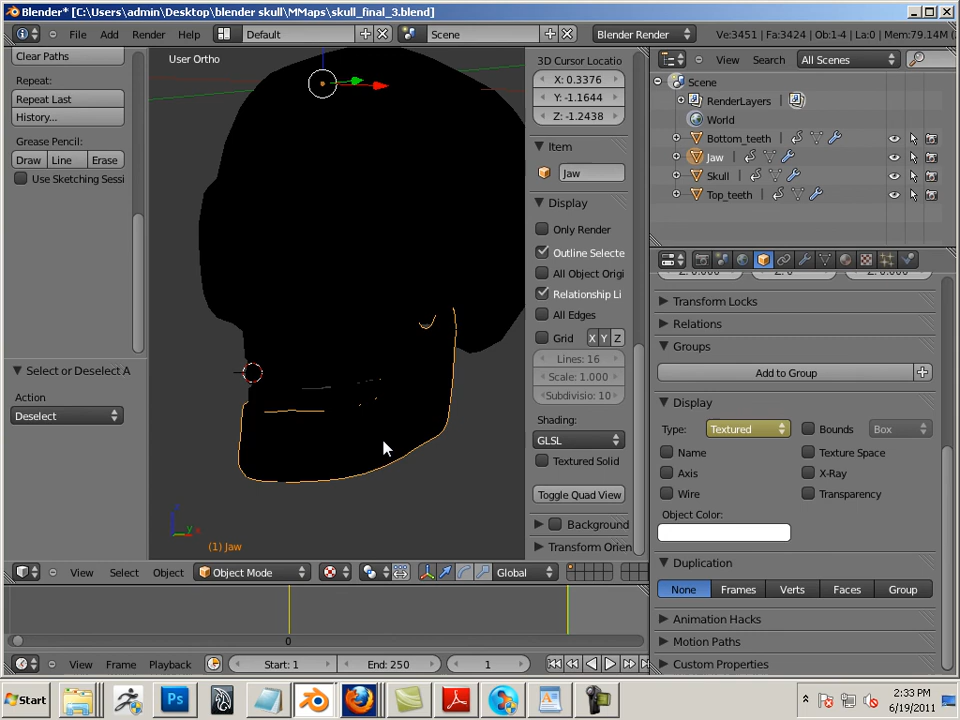 Blender* [C:\Users\admin\Desktop\blender skull\MMaps\skull_final_3.blend]
File Add Render Help Default Scene Blender Render Ve:3451 | Fa:3424 | Ob:1-4 | La:0 | Mem:79.14M (
Clear Paths
Repeat:
Repeat Last
History...
Grease Pencil:
Draw Line Erase
Use Sketching Sessi
Select or Deselect A
Action
Deselect
User Ortho
(1) Jaw
3D Cursor Locatio
X: 0.3376
Y: -1.1644
Z: -1.2438
Item
Jaw
Display
Only Render
Outline Selecte
All Object Origi
Relationship Li
All Edges
Grid X Y Z
Lines: 16
Scale: 1.000
Subdivisio: 10
Shading:
GLSL
Textured Solid
Toggle Quad View
Background
Transform Orien
View Search All Scenes
Scene
RenderLayers
World
Bottom_teeth
Jaw
Skull
Top_teeth
Z: 0.000 Z: 0 Z: 0.000
Transform Locks
Relations
Groups
Add to Group
Display
Type: Textured Bounds Box
Name Texture Space
Axis X-Ray
Wire Transparency
Object Color:
Duplication
None Frames Verts Faces Group
Animation Hacks
Motion Paths
Custom Properties
View Select Object Object Mode Global
0
View Frame Playback Start: 1 End: 250 1
Start Ps 2:33 PM
6/19/2011